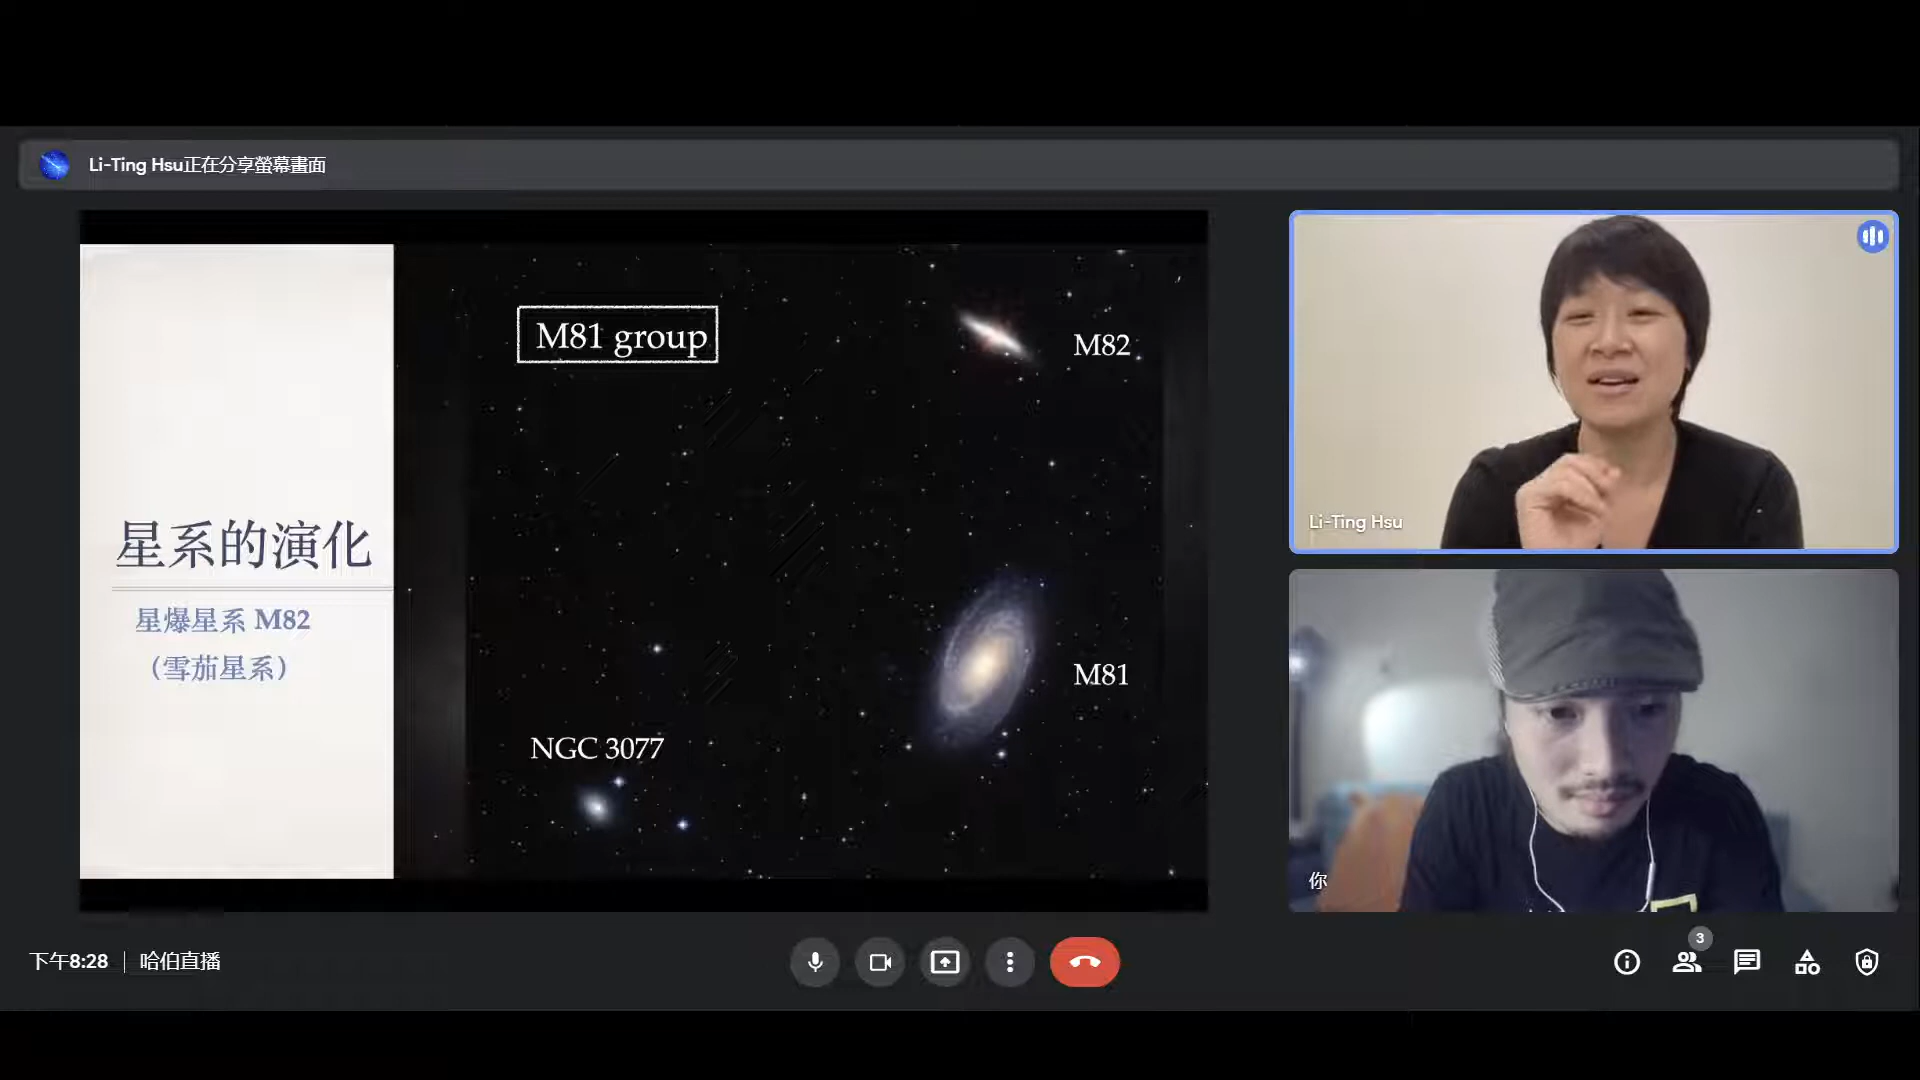 Li-Ting Hsu正在分享螢幕畫面
M81 group
M82
星系的演化
星爆星系 M82
（雪茄星系）
M81
NGC 3077
Li-Ting Hsu
你
下午8:28
哈伯直播
3